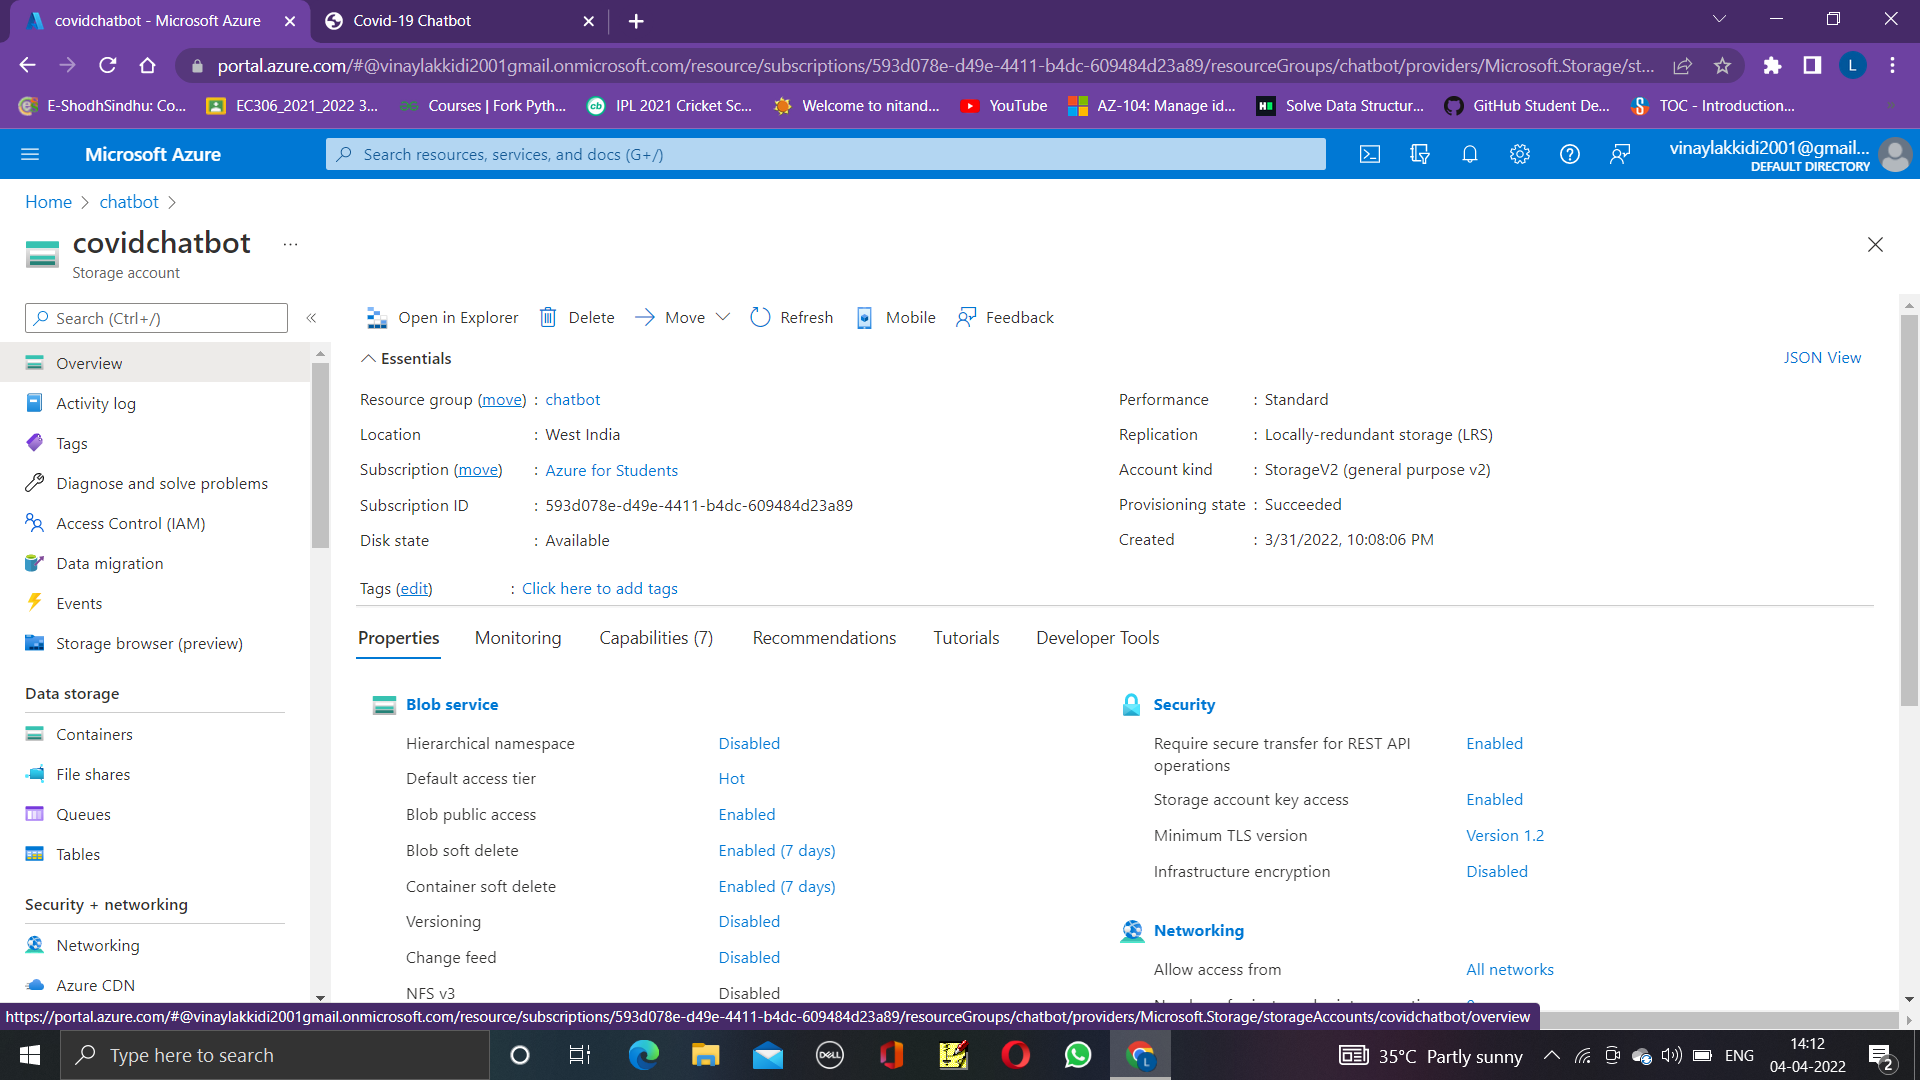 covidchatbot - Microsoft Azure
Covid-19 Chatbot
portal.azure.com/#@vinaylakkidi2001gmail.onmicrosoft.com/resource/subscriptions/593d078e-d49e-4411-b4dc-609484d23a89/resourceGroups/chatbot/providers/Microsoft.Storage/st...
L
E-ShodhSindhu: Co...
EC306_2021_2022 3...
Courses | Fork Pyth...
IPL 2021 Cricket Sc...
Welcome to nitand...
YouTube
AZ-104: Manage id...
Solve Data Structur...
GitHub Student De...
TOC - Introduction...
Microsoft Azure
Search resources, services, and docs (G+/)
vinaylakkidi2001@gmail....
DEFAULT DIRECTORY
Home > chatbot >
covidchatbot ...
Storage account
Search (Ctrl+/)
Overview
Activity log
Tags
Diagnose and solve problems
Access Control (IAM)
Data migration
Events
Storage browser (preview)
Data storage
Containers
File shares
Queues
Tables
Security + networking
Networking
Azure CDN
Open in Explorer
Delete
Move
Refresh
Mobile
Feedback
Essentials
JSON View
Resource group (move) : chatbot
Location : West India
Subscription (move) : Azure for Students
Subscription ID : 593d078e-d49e-4411-b4dc-609484d23a89
Disk state : Available
Performance : Standard
Replication : Locally-redundant storage (LRS)
Account kind : StorageV2 (general purpose v2)
Provisioning state : Succeeded
Created : 3/31/2022, 10:08:06 PM
Tags (edit) : Click here to add tags
Properties
Monitoring
Capabilities (7)
Recommendations
Tutorials
Developer Tools
Blob service
Hierarchical namespace Disabled
Default access tier Hot
Blob public access Enabled
Blob soft delete Enabled (7 days)
Container soft delete Enabled (7 days)
Versioning Disabled
Change feed Disabled
NFS v3 Disabled
Security
Require secure transfer for REST API Enabled
operations
Storage account key access Enabled
Minimum TLS version Version 1.2
Infrastructure encryption Disabled
Networking
Allow access from All networks
https://portal.azure.com/#@vinaylakkidi2001gmail.onmicrosoft.com/resource/subscriptions/593d078e-d49e-4411-b4dc-609484d23a89/resourceGroups/chatbot/providers/Microsoft.Storage/storageAccounts/covidchatbot/overview
Type here to search
DELL
L
35°C Partly sunny
ENG
14:12
04-04-2022
2